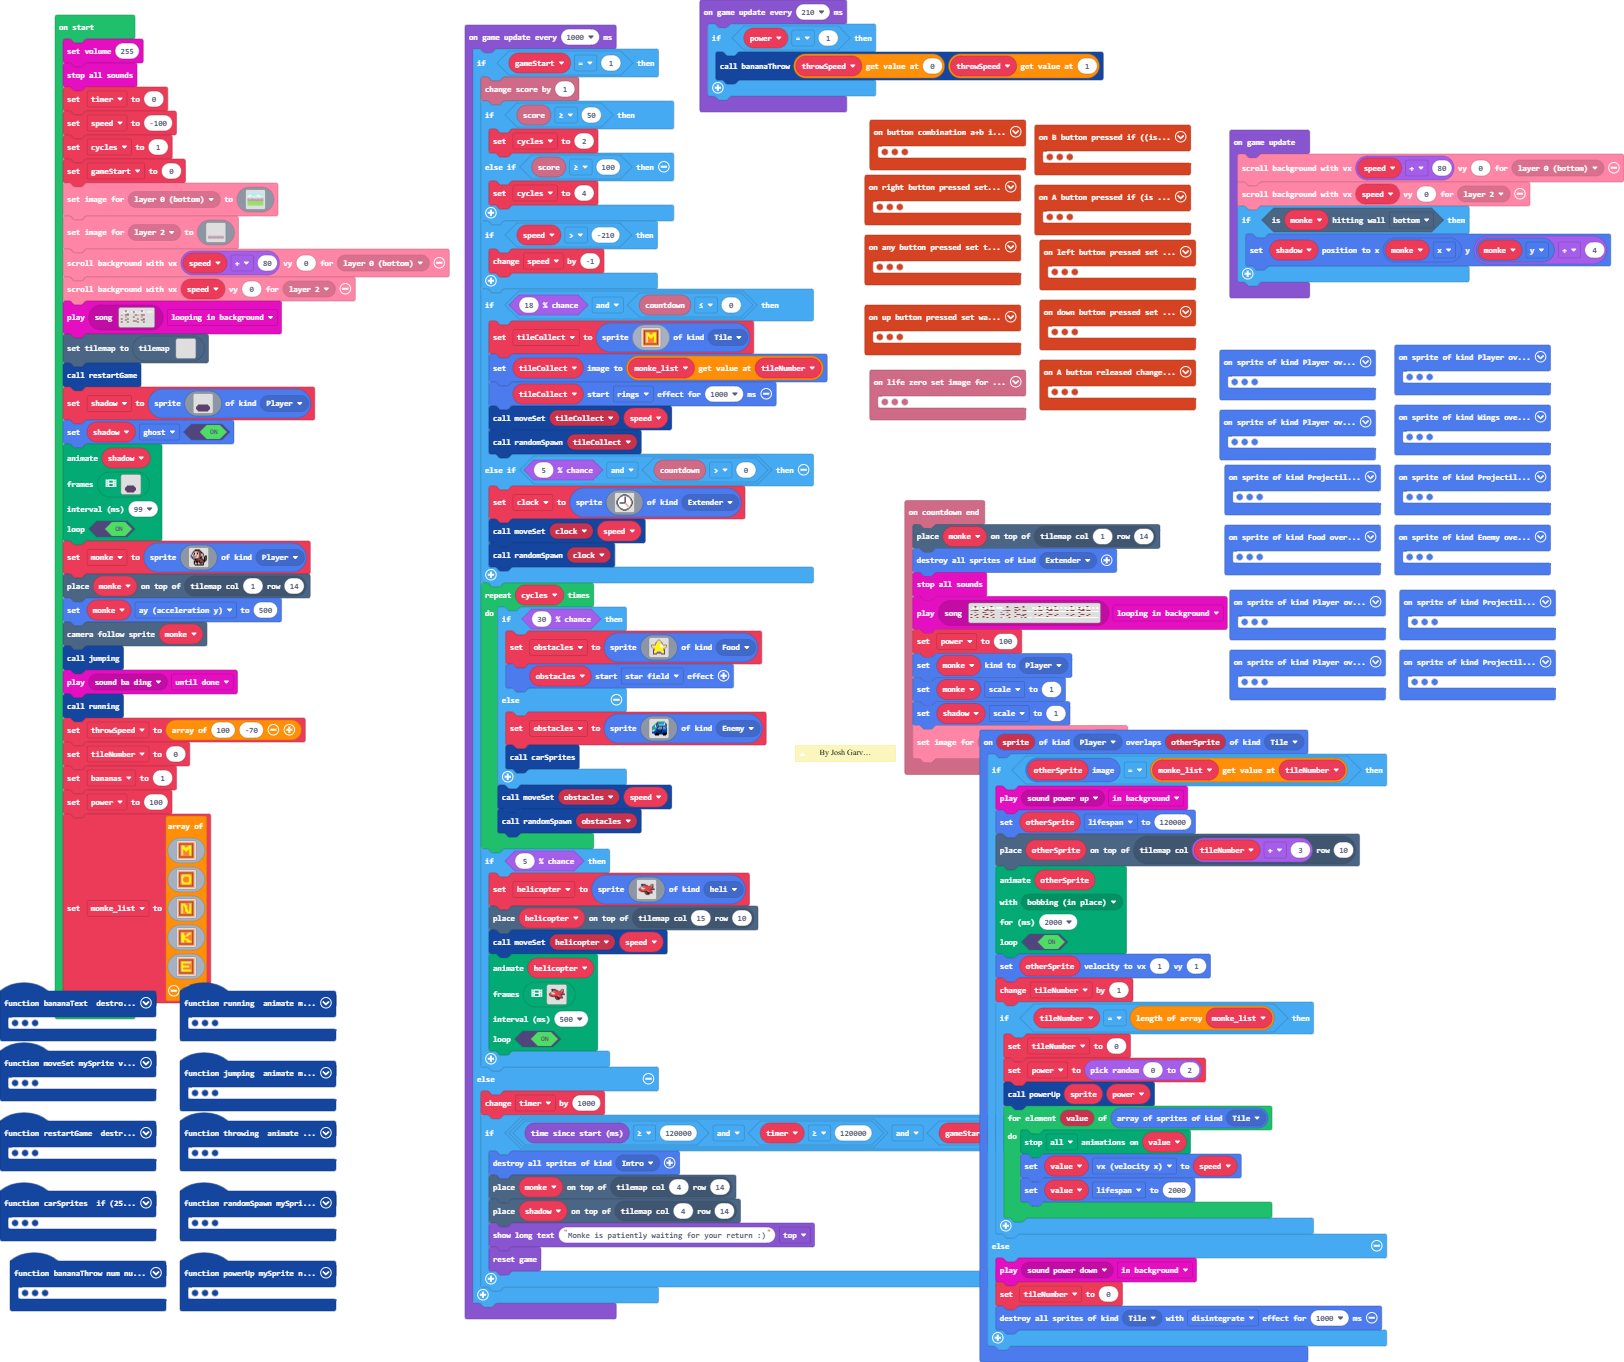 on start
set volume 255
stop all sounds
set timer to 0
set speed to -100
set cycles to 1
set gameStart to 0
set image for layer 0 (bottom) to
set image for layer 2 to
scroll background with vx speed ÷ 80 vy 0 for layer 0 (bottom)
scroll background with vx speed vy 0 for layer 2
play song looping in background
set tilemap to tilemap
call restartGame
set shadow to sprite of kind Player
set shadow ghost ON
animate shadow
frames
interval (ms) 99
loop ON
set monke to sprite of kind Player
place monke on top of tilemap col 1 row 14
set monke ay (acceleration y) to 500
camera follow sprite monke
call jumping
play sound ba ding until done
call running
set throwSpeed to array of 100 -70
set tileNumber to 0
set bananas to 1
set power to 100
set monke_list to array of
M
O
N
K
E
function bananaText destro...
function running animate m...
function moveSet mySprite v...
function jumping animate m...
function restartGame destr...
function throwing animate ...
function carSprites if (25...
function randomSpawn mySpri...
function bananaThrow num nu...
function powerUp mySprite n...
on game update every 1000 ms
if gameStart = 1 then
change score by 1
if score ≥ 50 then
set cycles to 2
else if score ≥ 100 then
set cycles to 4
if speed > -210 then
change speed by -1
if 18 % chance and countdown ≤ 0 then
set tileCollect to sprite M of kind Tile
set tileCollect image to monke_list get value at tileNumber
tileCollect start rings effect for 1000 ms
call moveSet tileCollect speed
call randomSpawn tileCollect
else if 5 % chance and countdown > 0 then
set clock to sprite of kind Extender
call moveSet clock speed
call randomSpawn clock
repeat cycles times
do if 30 % chance then
set obstacles to sprite of kind Food
obstacles start star field effect
else
set obstacles to sprite of kind Enemy
call carSprites
call moveSet obstacles speed
call randomSpawn obstacles
if 5 % chance then
set helicopter to sprite of kind heli
place helicopter on top of tilemap col 15 row 10
call moveSet helicopter speed
animate helicopter
frames
interval (ms) 500
loop ON
else
change timer by 1000
if time since start (ms) ≥ 120000 and timer ≥ 120000 and gameStar
destroy all sprites of kind Intro
place monke on top of tilemap col 4 row 14
place shadow on top of tilemap col 4 row 14
show long text "Monke is patiently waiting for your return :)" top
reset game
on game update every 210 ms
if power = 1 then
call bananaThrow throwSpeed get value at 0 throwSpeed get value at 1
on button combination a+b i...
on B button pressed if ((is...
on right button pressed set...
on A button pressed if (is ...
on any button pressed set t...
on left button pressed set ...
on up button pressed set wa...
on down button pressed set ...
on life zero set image for ...
on A button released change...
on game update
scroll background with vx speed ÷ 80 vy 0 for layer 0 (bottom)
scroll background with vx speed vy 0 for layer 2
if is monke hitting wall bottom then
set shadow position to x monke x y monke y ÷ 4
on sprite of kind Player ov...
on sprite of kind Player ov...
on sprite of kind Player ov...
on sprite of kind Wings ove...
on sprite of kind Projectil...
on sprite of kind Projectil...
on sprite of kind Food over...
on sprite of kind Enemy ove...
on sprite of kind Player ov...
on sprite of kind Projectil...
on sprite of kind Player ov...
on sprite of kind Projectil...
on countdown end
place monke on top of tilemap col 1 row 14
destroy all sprites of kind Extender
stop all sounds
play song looping in background
set power to 100
set monke kind to Player
set monke scale to 1
set shadow scale to 1
set image for
By Josh Garv...
on sprite of kind Player overlaps otherSprite of kind Tile
if otherSprite image = monke_list get value at tileNumber then
play sound power up in background
set otherSprite lifespan to 120000
place otherSprite on top of tilemap col tileNumber + 3 row 10
animate otherSprite
with bobbing (in place)
for (ms) 2000
loop ON
set otherSprite velocity to vx 1 vy 1
change tileNumber by 1
if tileNumber = length of array monke_list then
set tileNumber to 0
set power to pick random 0 to 2
call powerUp sprite power
for element value of array of sprites of kind Tile
do stop all animations on value
set value vx (velocity x) to speed
set value lifespan to 2000
else
play sound power down in background
set tileNumber to 0
destroy all sprites of kind Tile with disintegrate effect for 1000 ms